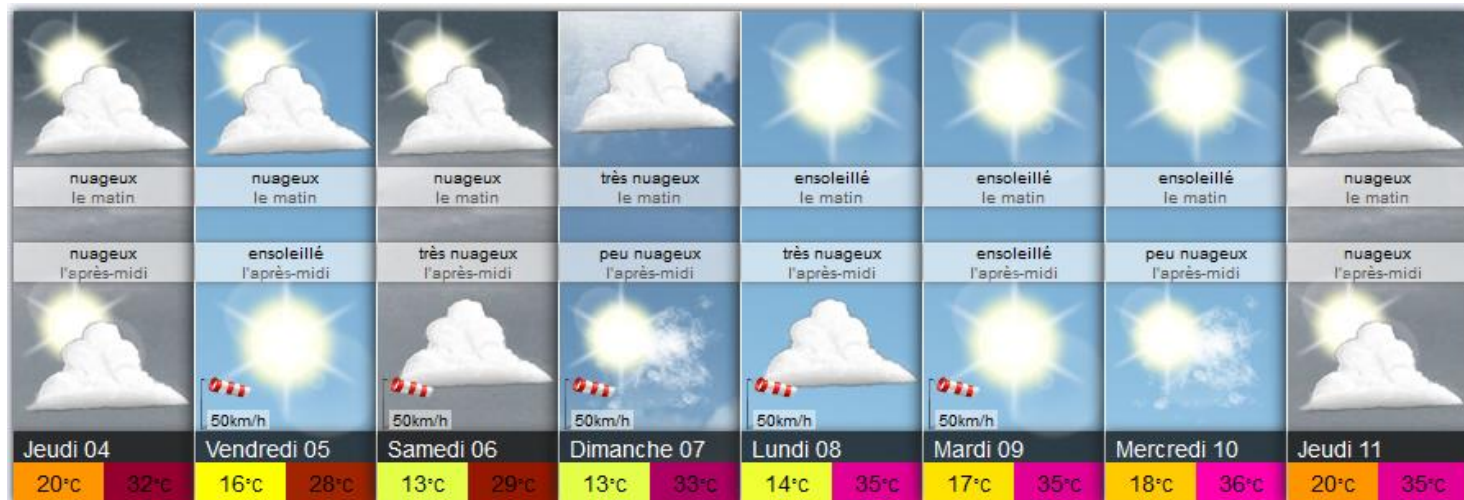 nuageux
le matin
nuageux
l'après-midi
Jeudi 04
20°C 32°C
nuageux
le matin
ensoleillé
l'après-midi
50km/h
Vendredi 05
16°C 28°C
nuageux
le matin
très nuageux
l'après-midi
50km/h
Samedi 06
13°C 29°C
très nuageux
le matin
peu nuageux
l'après-midi
50km/h
Dimanche 07
13°C 33°C
ensoleillé
le matin
très nuageux
l'après-midi
50km/h
Lundi 08
14°C 35°C
ensoleillé
le matin
ensoleillé
l'après-midi
50km/h
Mardi 09
17°C 35°C
ensoleillé
le matin
peu nuageux
l'après-midi
Mercredi 10
18°C 36°C
nuageux
le matin
nuageux
l'après-midi
Jeudi 11
20°C 35°C